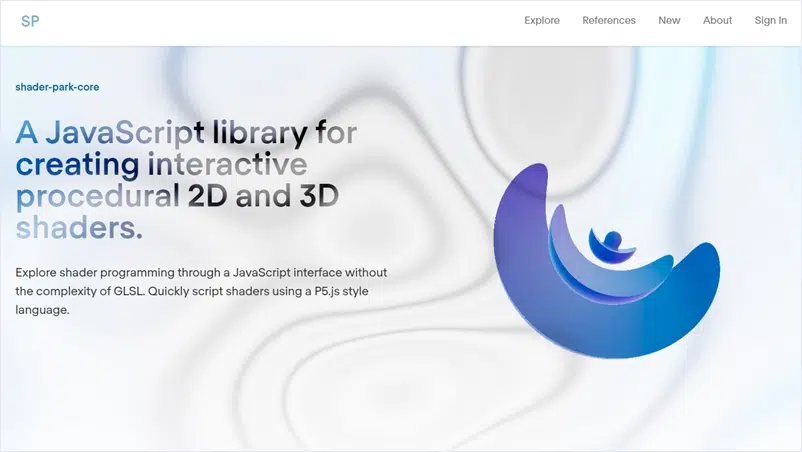 SP
Explore References New About Sign In
shader-park-core
A JavaScript library for
creating interactive
procedural 2D and 3D
shaders.
Explore shader programming through a JavaScript interface without
the complexity of GLSL. Quickly script shaders using a P5.js style
language.